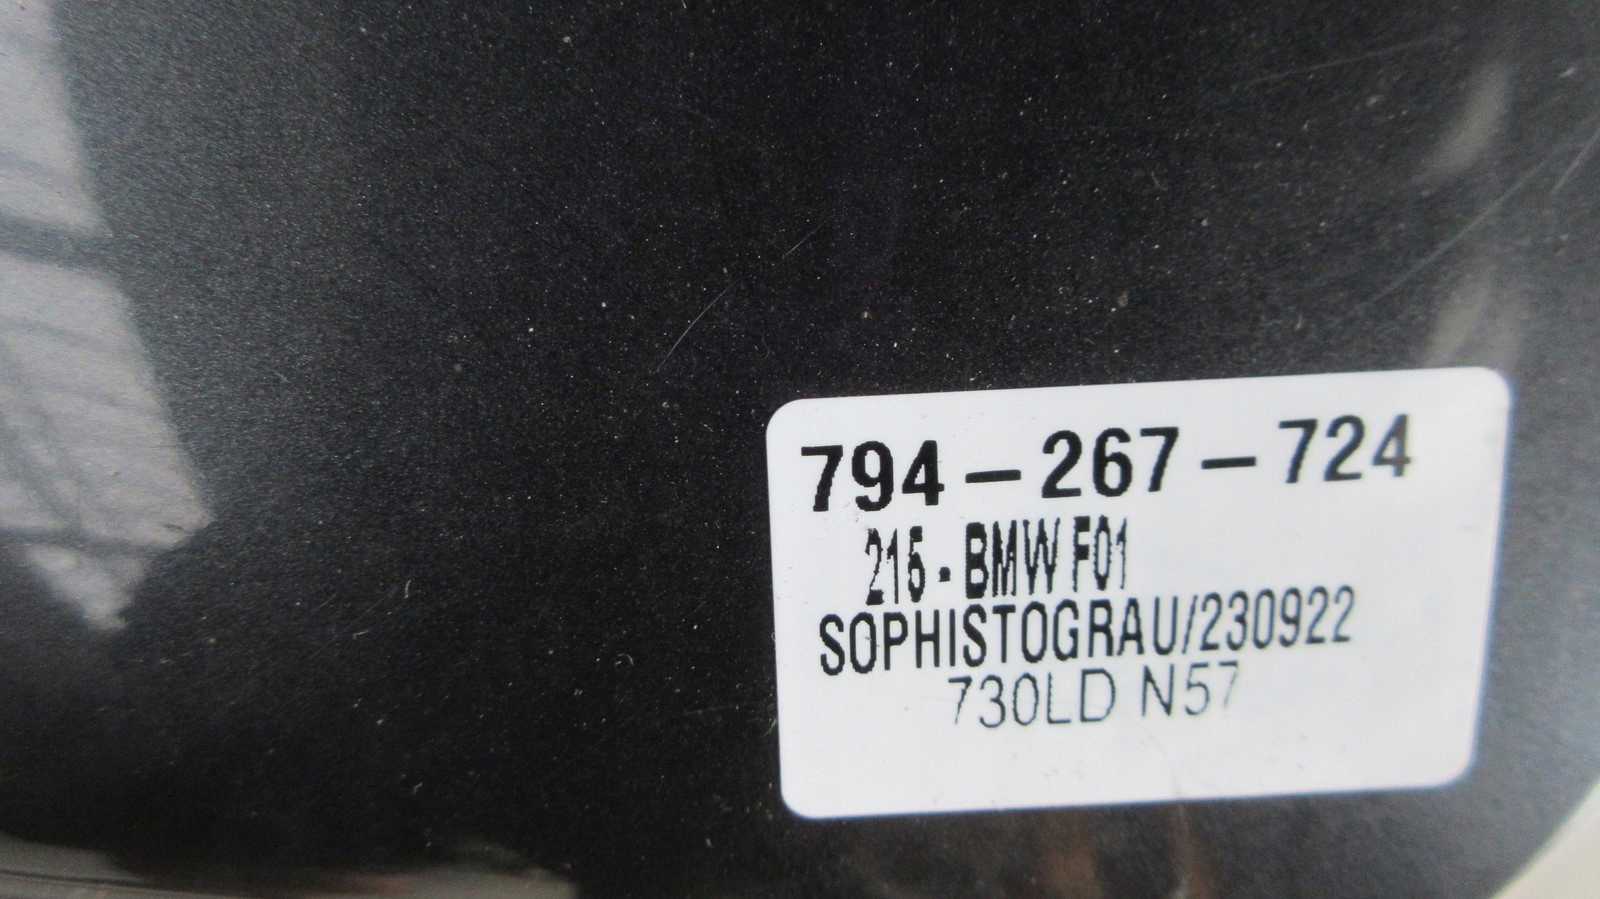 794-267-724
215-BMW F01
SOPHISTOGRAU/230922
730LD N57